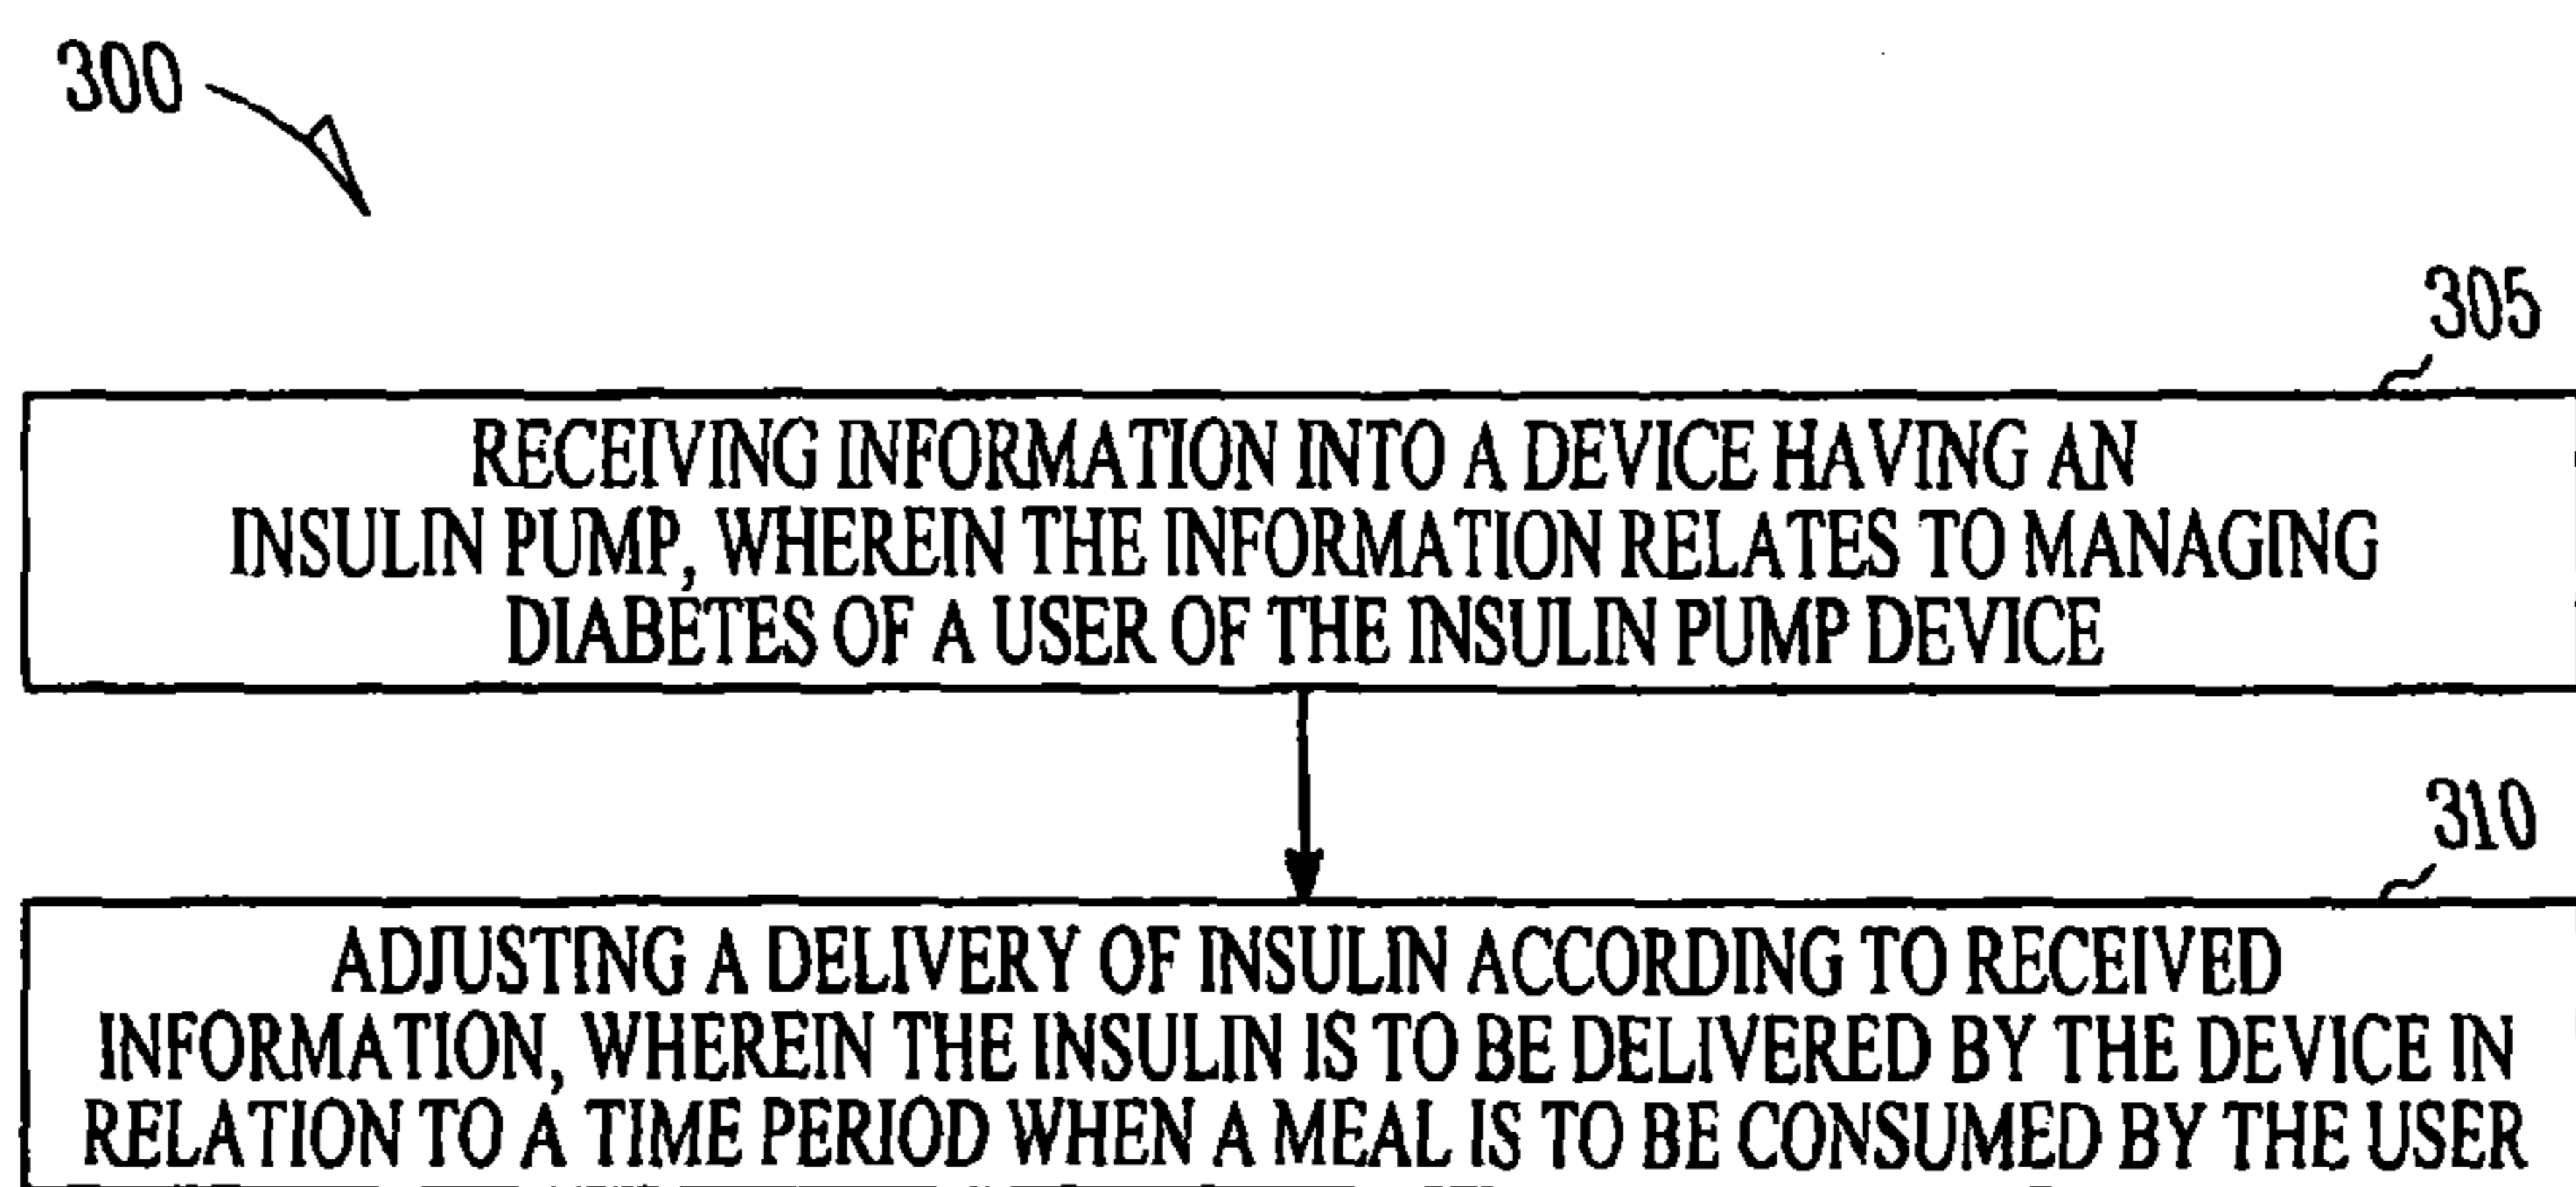 300
305
RECEIVING INFORMATION INTO A DEVICE HAVING AN
INSULIN PUMP, WHEREIN THE INFORMATION RELATES TO MANAGING
DIABETES OF A USER OF THE INSULIN PUMP DEVICE
310
ADJUSTING A DELIVERY OF INSULIN ACCORDING TO RECEIVED
INFORMATION, WHEREIN THE INSULIN IS TO BE DELIVERED BY THE DEVICE IN
RELATION TO A TIME PERIOD WHEN A MEAL IS TO BE CONSUMED BY THE USER